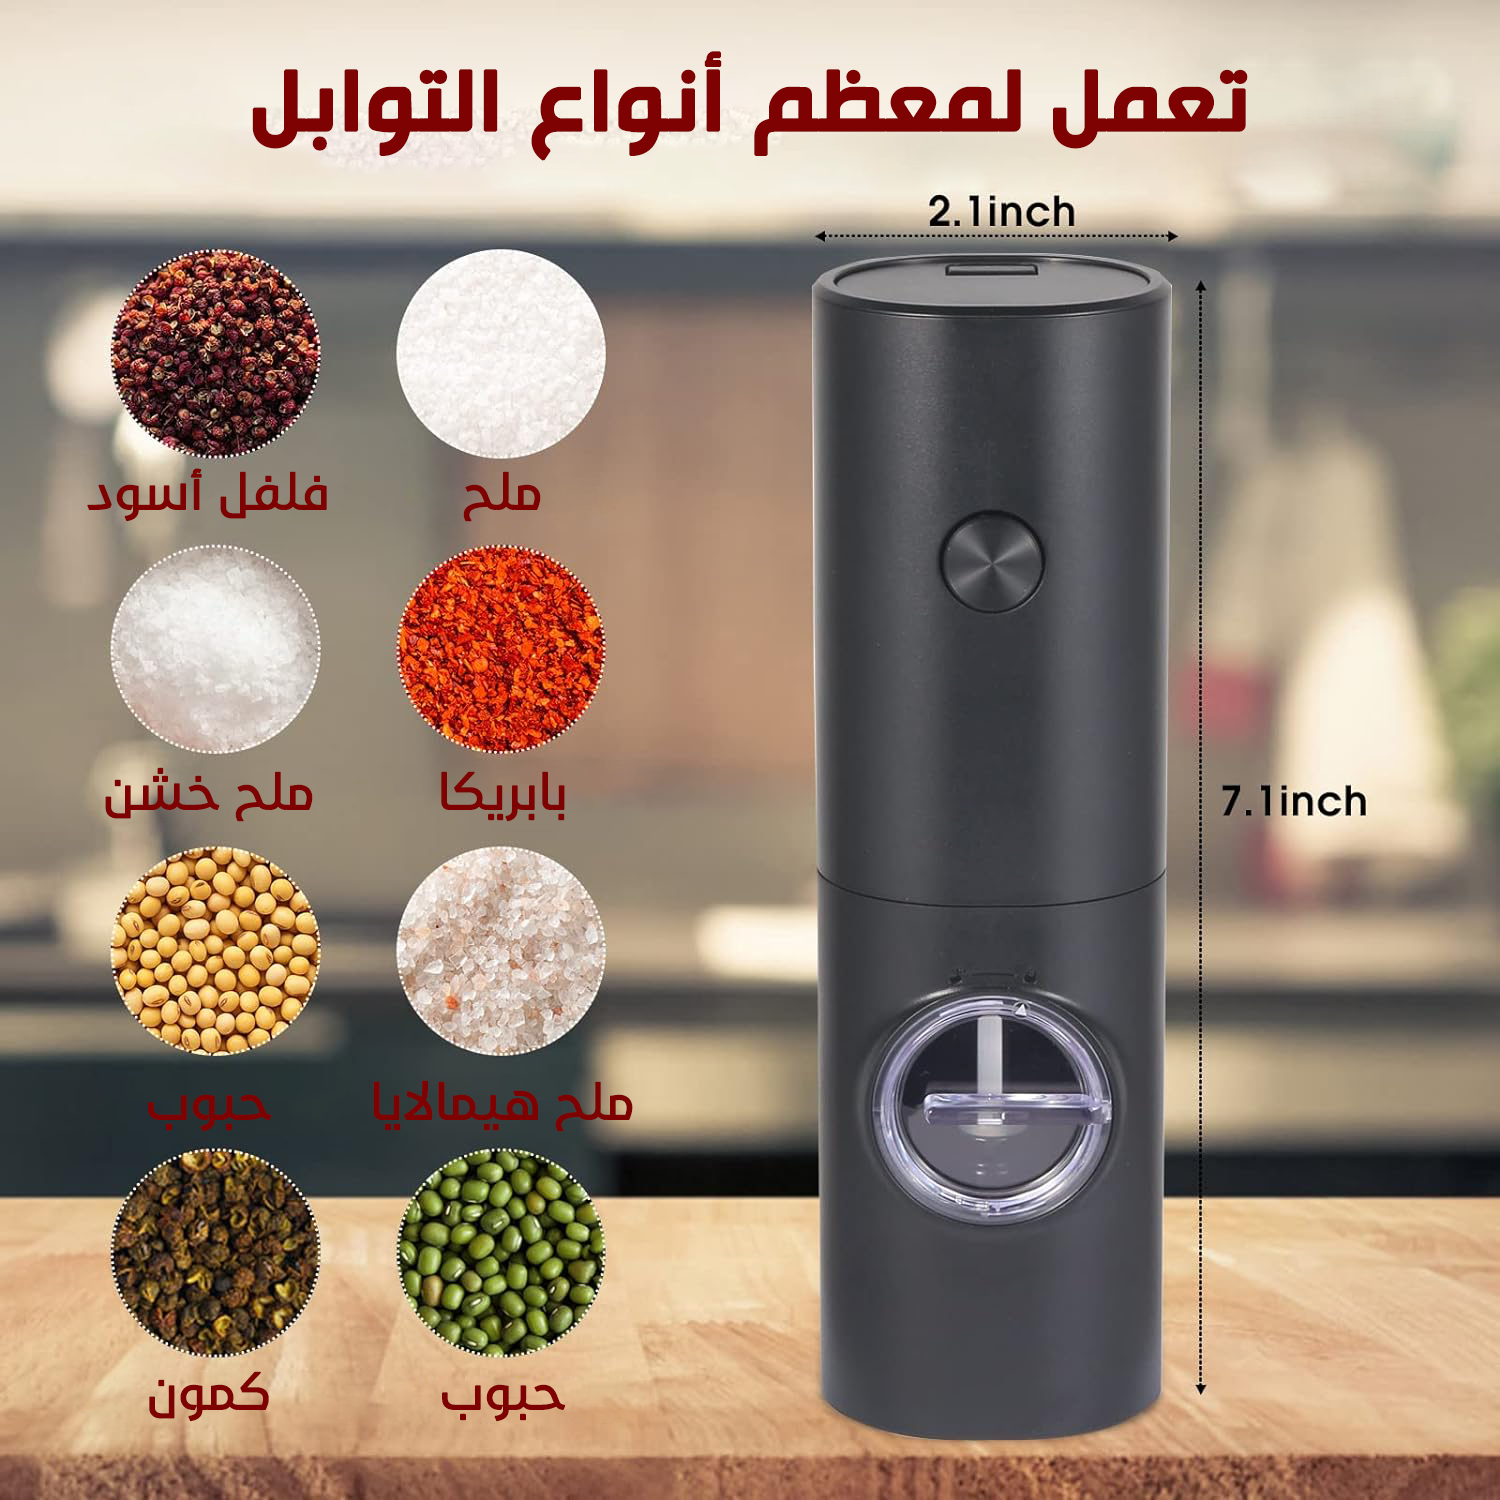 تعمل لمعظم أنواع التوابل
2.1inch
7.1inch
ملح
فلفل أسود
بابريكا
ملح خشن
ملح هيمالايا
حبوب
حبوب
كمون